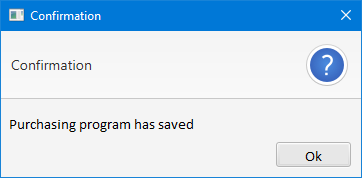 Confirmation
Confirmation
?
Purchasing program has saved
Ok